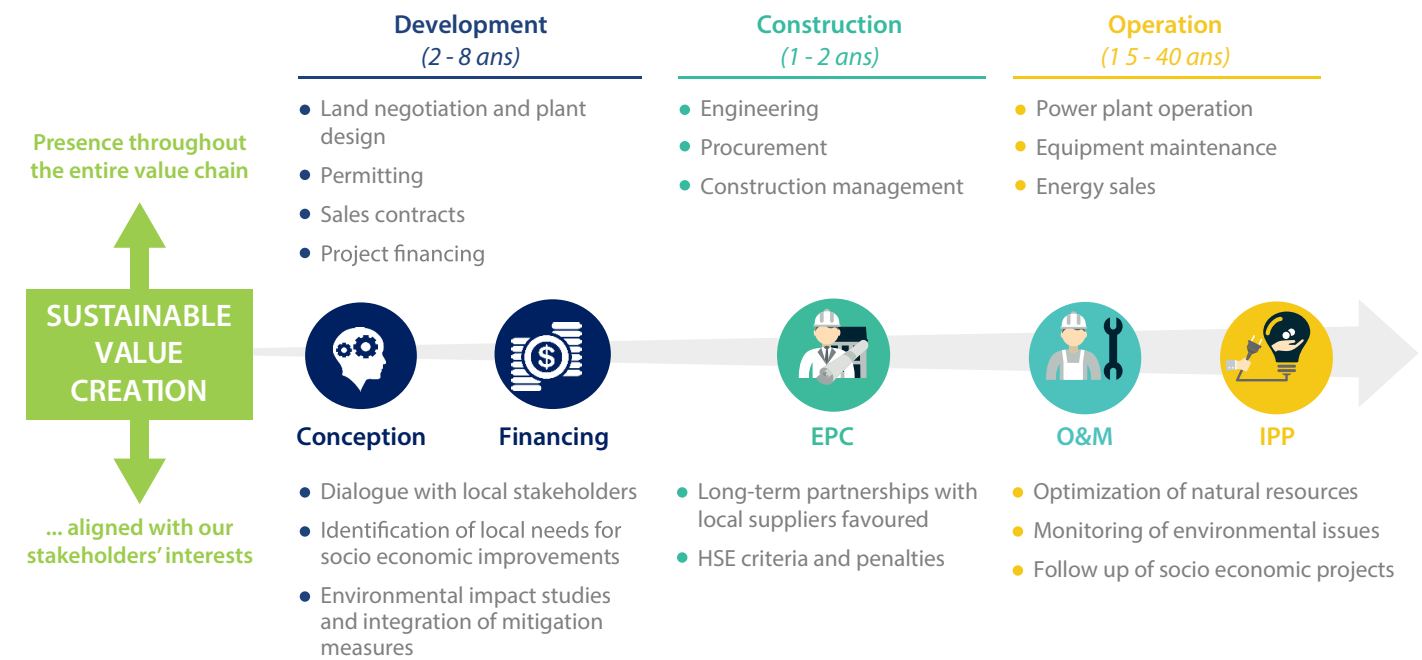 Development
(2 - 8 ans)
Land negotiation and plant
design
Permitting
Sales contracts
Project financing
Construction
(1 - 2 ans)
Engineering
Procurement
Construction management
Operation
(1 5 - 40 ans)
Power plant operation
Equipment maintenance
Energy sales
Presence throughout
the entire value chain
SUSTAINABLE
VALUE
CREATION
... aligned with our
stakeholders’ interests
$
Conception
Financing
EPC
O&M
IPP
Dialogue with local stakeholders
Identification of local needs for
socio economic improvements
Environmental impact studies
and integration of mitigation
measures
Long-term partnerships with
local suppliers favoured
HSE criteria and penalties
Optimization of natural resources
Monitoring of environmental issues
Follow up of socio economic projects